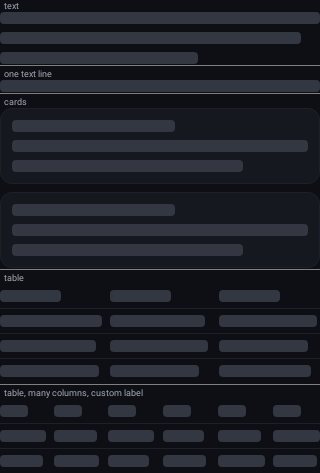 text
one text line
cards
table
table, many columns, custom label